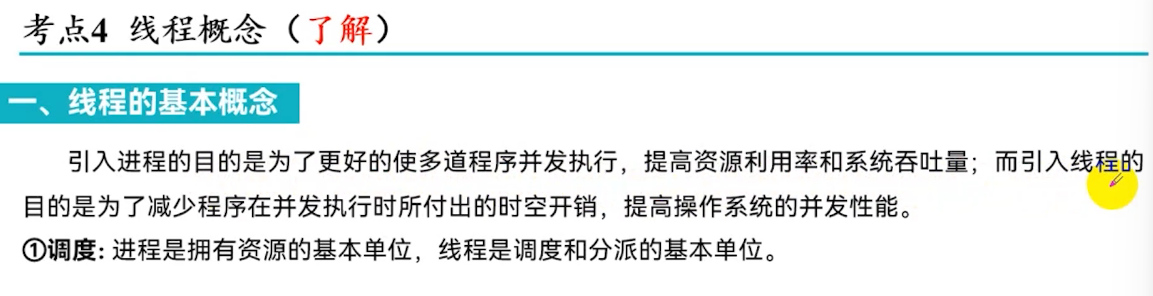 考点4 线程概念（了解）
一、线程的基本概念
引入进程的目的是为了更好的使多道程序并发执行，提高资源利用率和系统吞吐量；而引入线程的
目的是为了减少程序在并发执行时所付出的时空开销，提高操作系统的并发性能。
①调度: 进程是拥有资源的基本单位，线程是调度和分派的基本单位。